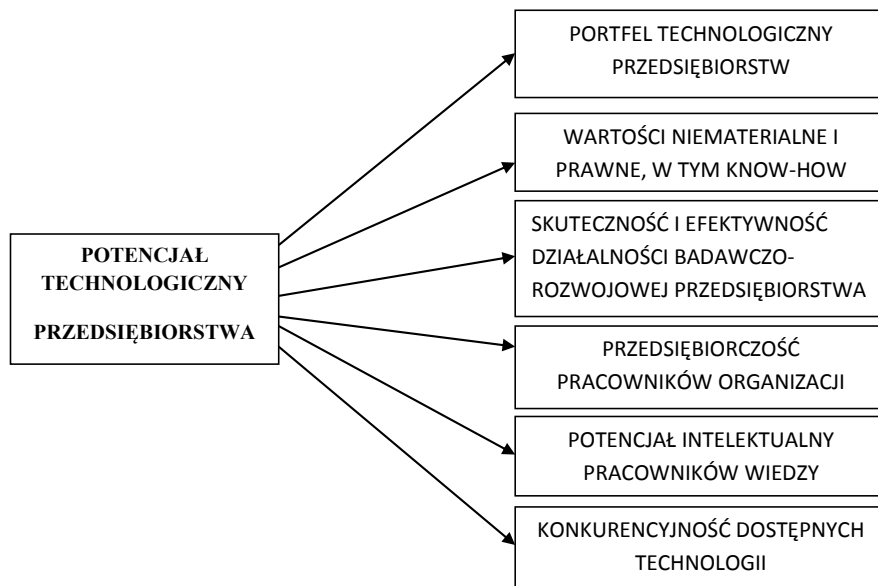 PORTFEL TECHNOLOGICZNY
PRZEDSIĘBIORSTW
WARTOŚCI NIEMATERIALNE I
PRAWNE, W TYM KNOW-HOW
SKUTECZNOŚĆ I EFEKTYWNOŚĆ
DZIAŁALNOŚCI BADAWCZO-
ROZWOJOWEJ PRZEDSIĘBIORSTWA
POTENCJAŁ
TECHNOLOGICZNY
PRZEDSIĘBIORSTWA
PRZEDSIĘBIORCZOŚĆ
PRACOWNIKÓW ORGANIZACJI
POTENCJAŁ INTELEKTUALNY
PRACOWNIKÓW WIEDZY
KONKURENCYJNOŚĆ DOSTĘPNYCH
TECHNOLOGII